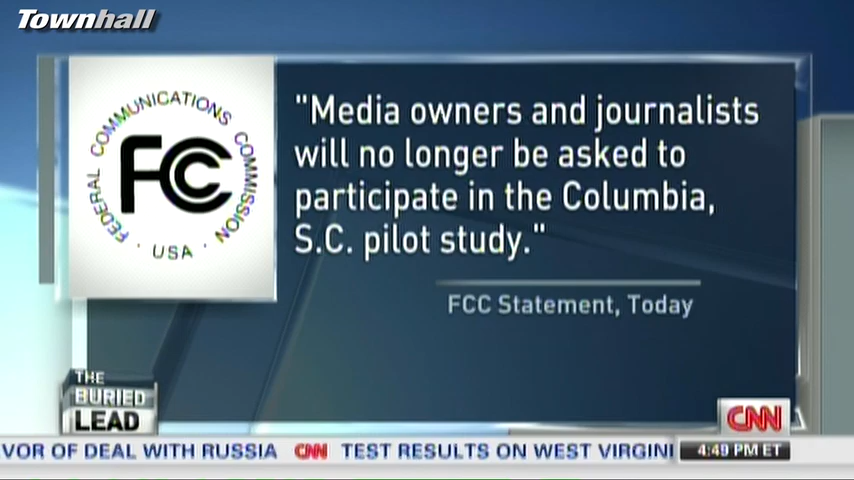 Townhall
FEDERAL COMMUNICATIONS COMMISSION
· USA ·
FCC
"Media owners and journalists
will no longer be asked to
participate in the Columbia,
S.C. pilot study."
FCC Statement, Today
THE
BURIED
LEAD
CNN
VOR OF DEAL WITH RUSSIA CNN TEST RESULTS ON WEST VIRGINI 4:49 PM ET